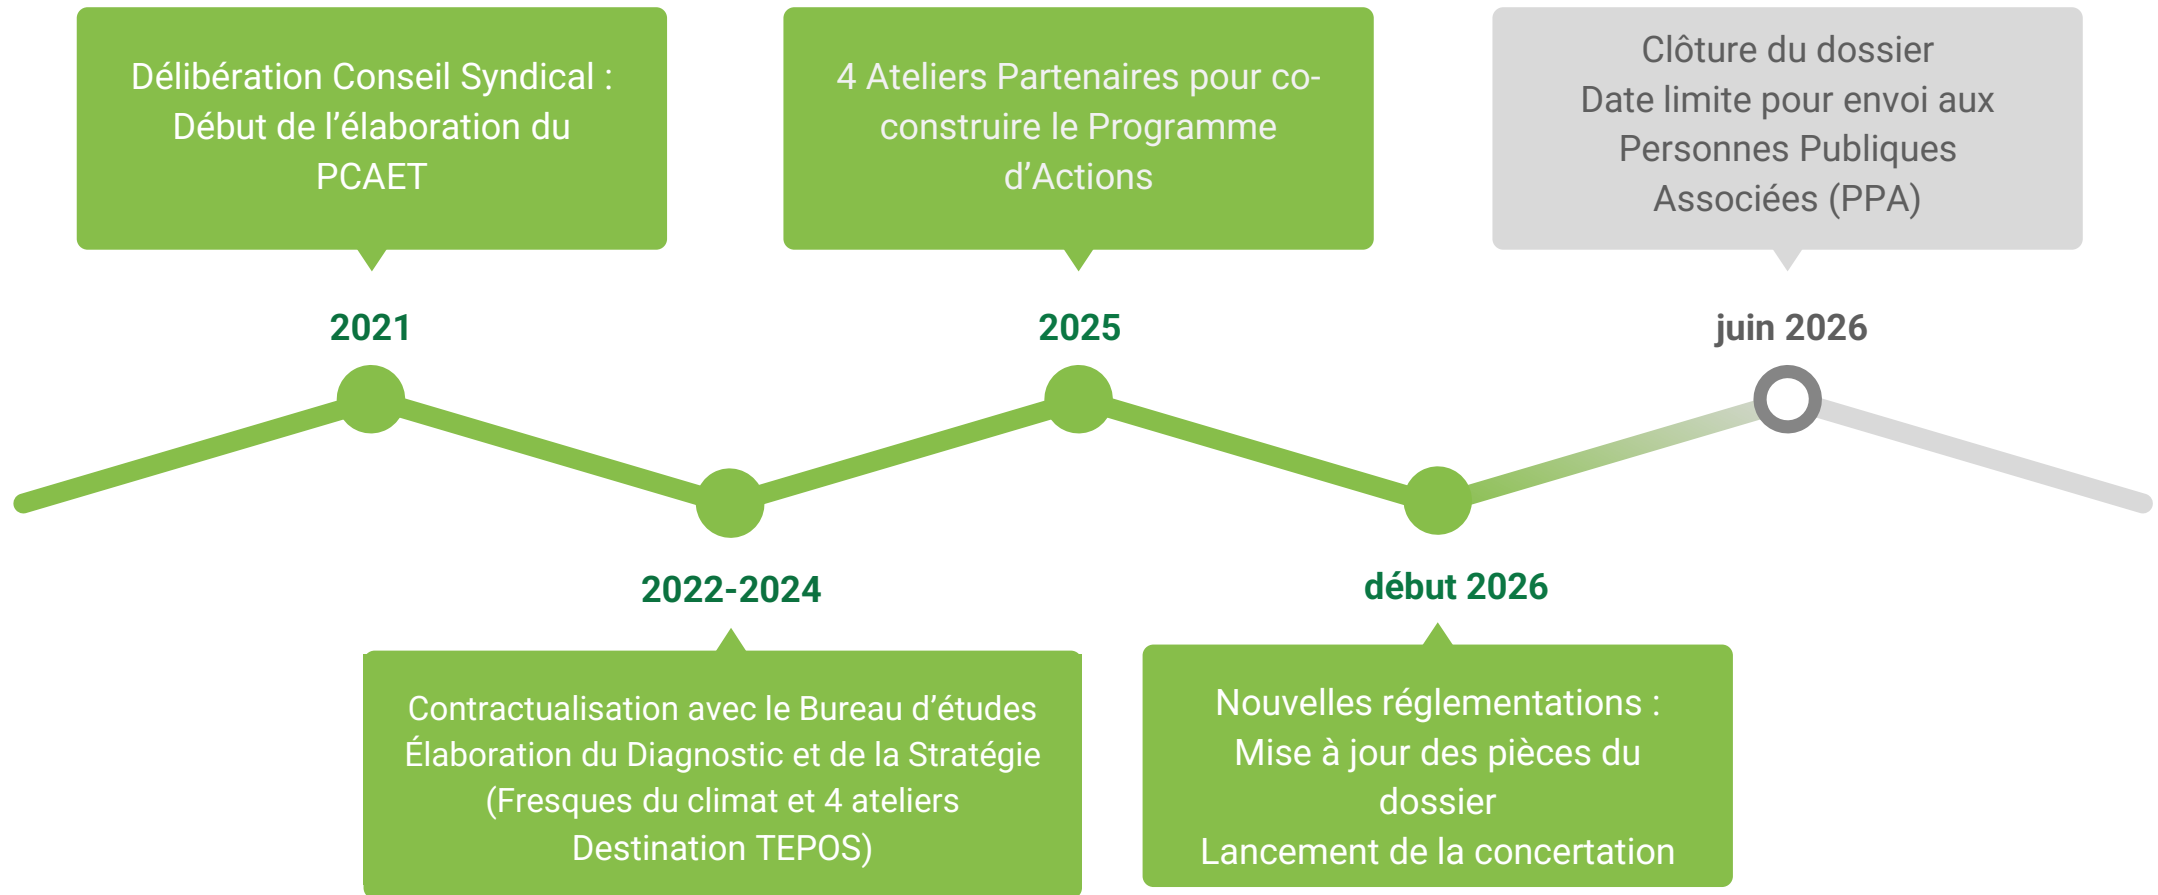 Délibération Conseil Syndical :
Début de l’élaboration du
PCAET
2021
Contractualisation avec le Bureau d’études
Élaboration du Diagnostic et de la Stratégie
(Fresques du climat et 4 ateliers
Destination TEPOS)
2022-2024
4 Ateliers Partenaires pour co-
construire le Programme
d’Actions
2025
début 2026
Nouvelles réglementations :
Mise à jour des pièces du
dossier
Lancement de la concertation
Clôture du dossier
Date limite pour envoi aux
Personnes Publiques
Associées (PPA)
juin 2026